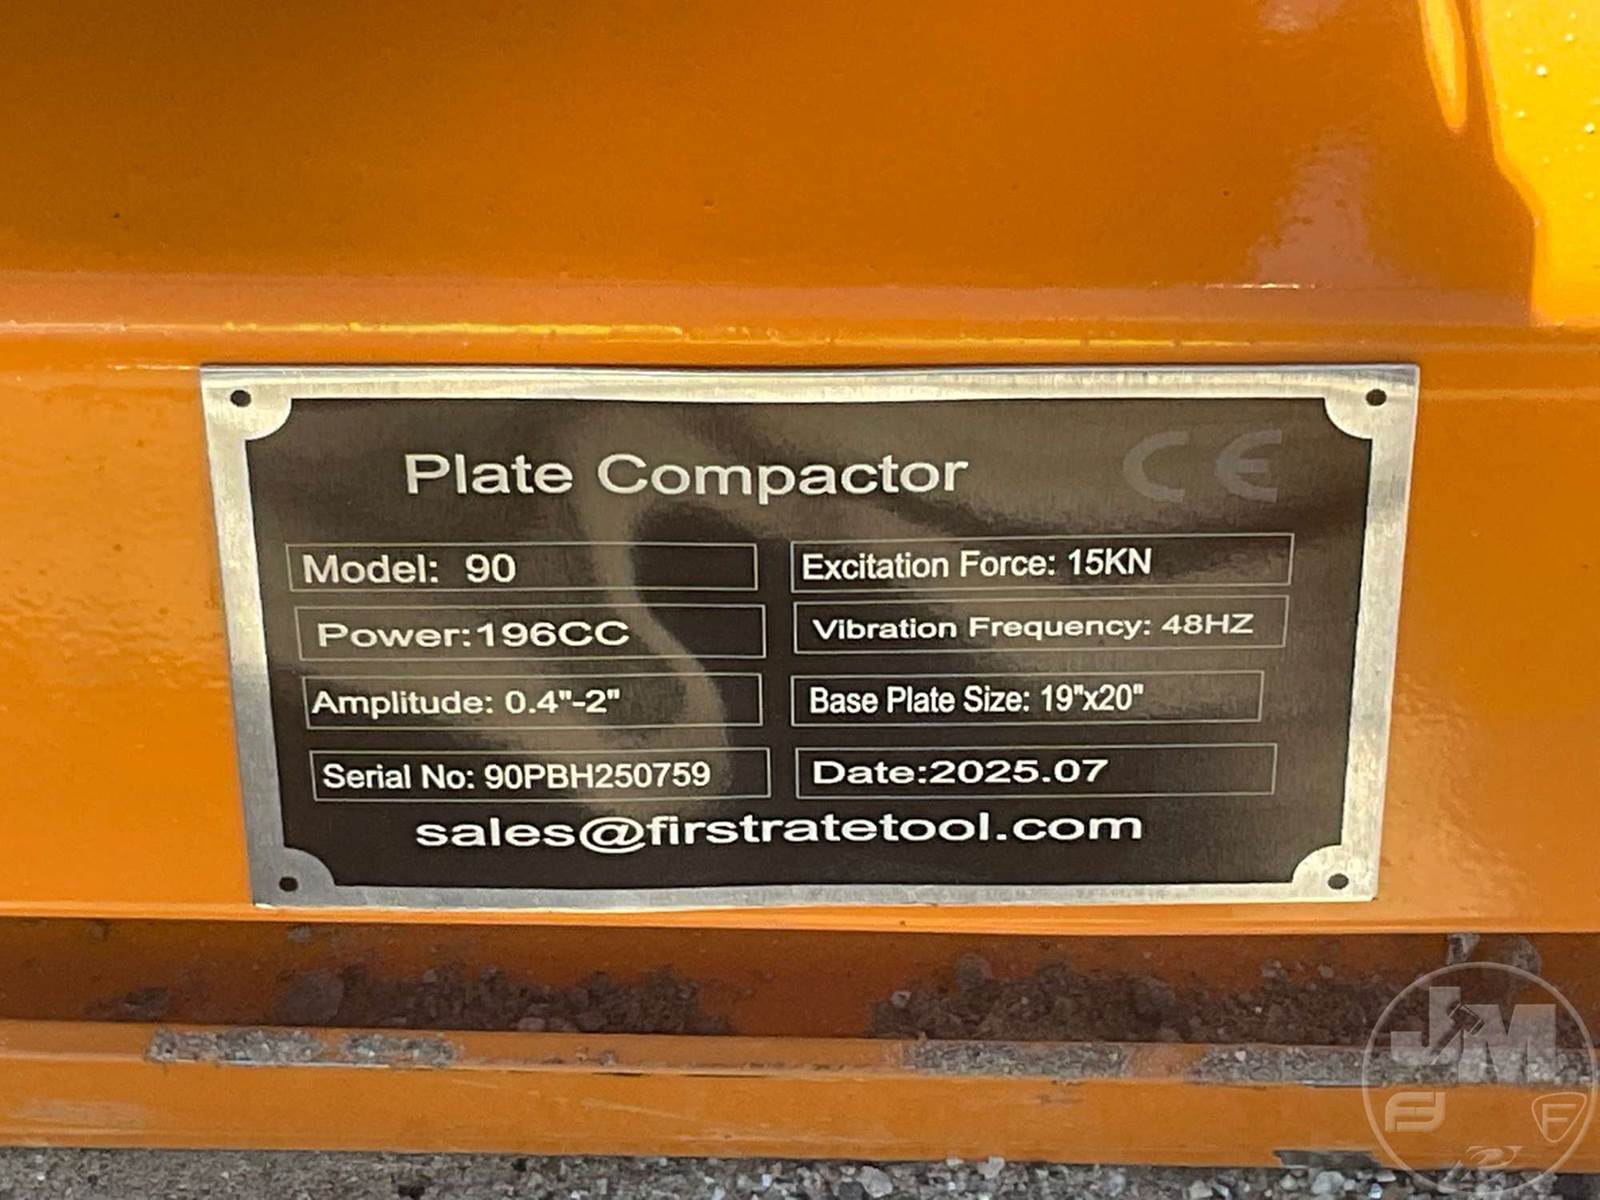 Plate Compactor CE
Model: 90
Excitation Force: 15KN
Power:196CC
Vibration Frequency: 48HZ
Amplitude: 0.4"-2"
Base Plate Size: 19"x20"
Serial No: 90PBH250759
Date:2025.07
sales@firstratetool.com
JM